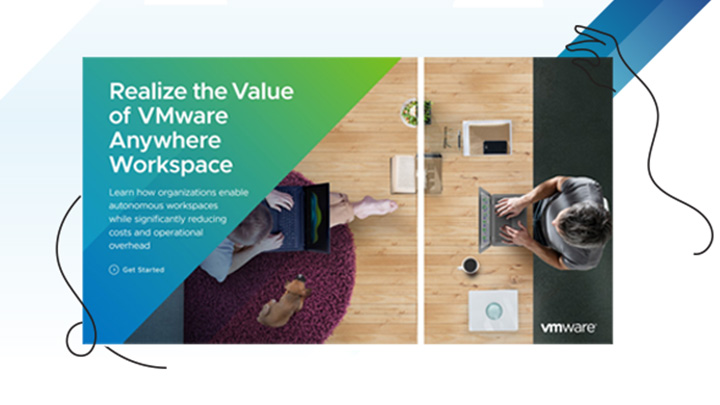 Realize the Value
of VMware
Anywhere
Workspace
Learn how organizations enable
autonomous workspaces
while significantly reducing
costs and operational
overhead
Get Started
vmware®